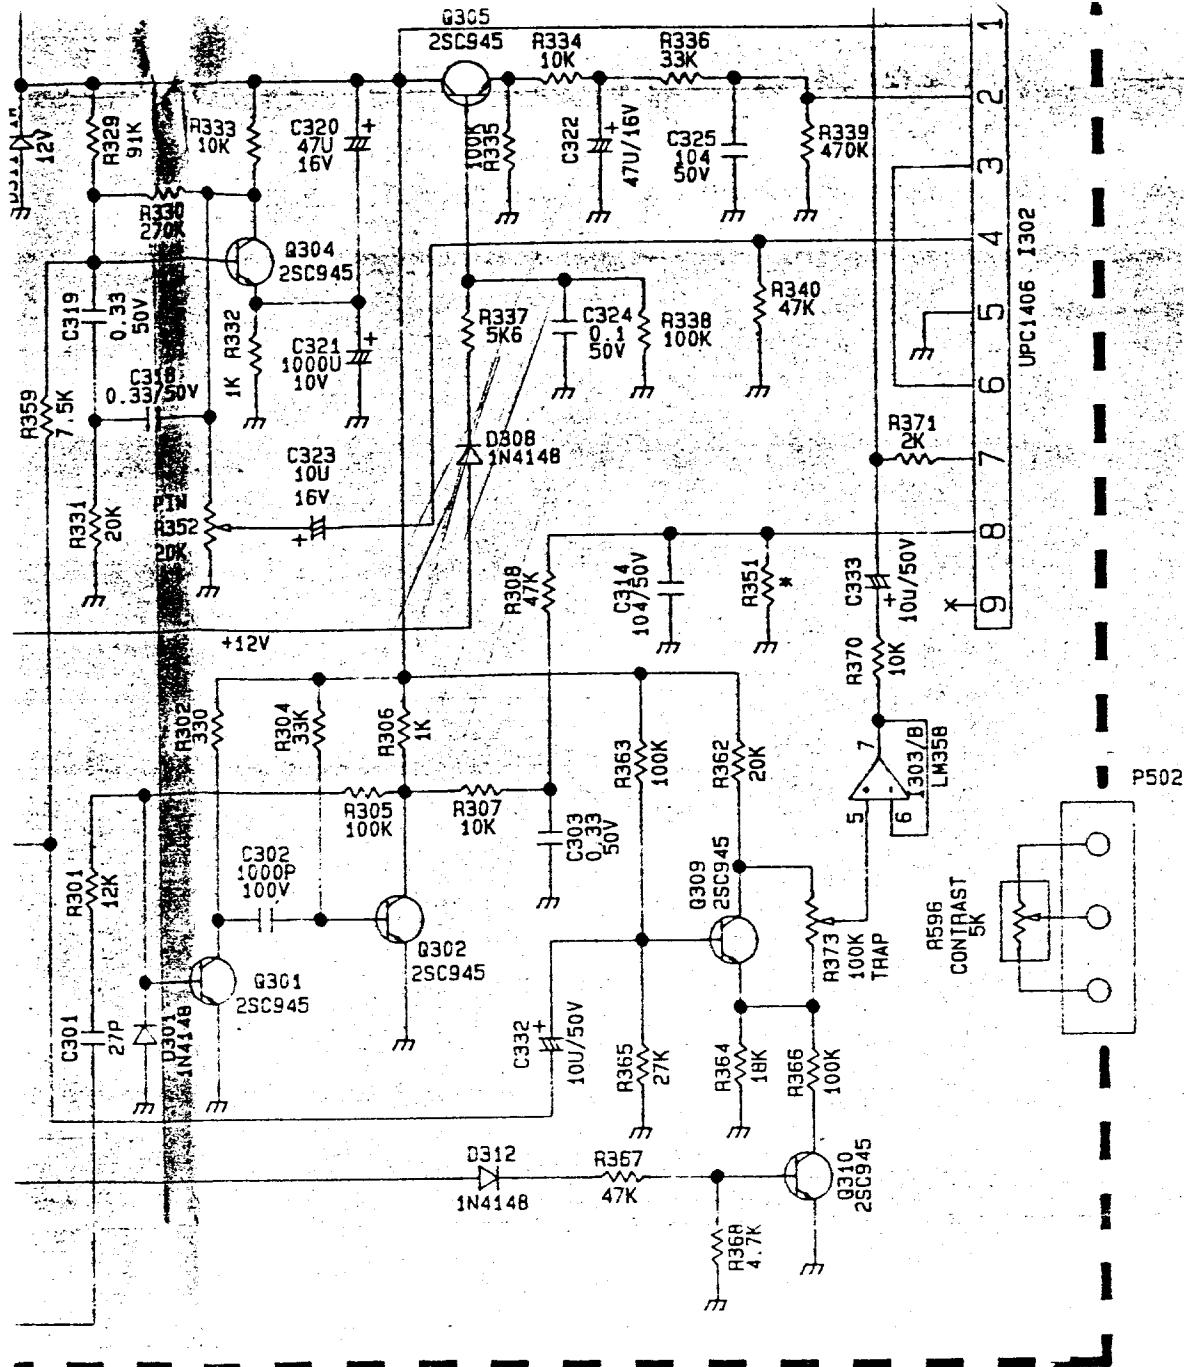 Q305
2SC945
R334
10K
R336
33K
1
2
3
4
5
6
7
8
9
UPC1406 I302
12V
R329
91K
R333
10K
C320
47U
16V
100K
R335
C322
47U/16V
C325
104
50V
R339
470K
R330
270K
Q304
2SC945
C319
0.33
50V
R332
1K
C321
1000U
10V
R337
5K6
C324
0.1
50V
R338
100K
R340
47K
C318
0.33/50V
R359
7.5K
R371
2K
D308
1N4148
C323
10U
16V
+
R331
20K
PIN
R352
20K
R308
47K
C314
104/50V
R351
*
C333
+
10U/50V
×
+12V
R370
10K
R302
330
R304
33K
R306
1K
R363
100K
R362
20K
7
I303/B
LM358
+ -
5
6
P502
R305
100K
R307
10K
C303
0.33
50V
R301
12K
C302
1000P
100V
Q309
2SC945
R373
100K
TRAP
R596
CONTRAST
5K
Q302
2SC945
Q301
2SC945
C301
27P
D301
1N4148
C332
+
10U/50V
R365
27K
R364
18K
R366
100K
D312
1N4148
R367
47K
Q310
2SC945
R368
4.7K